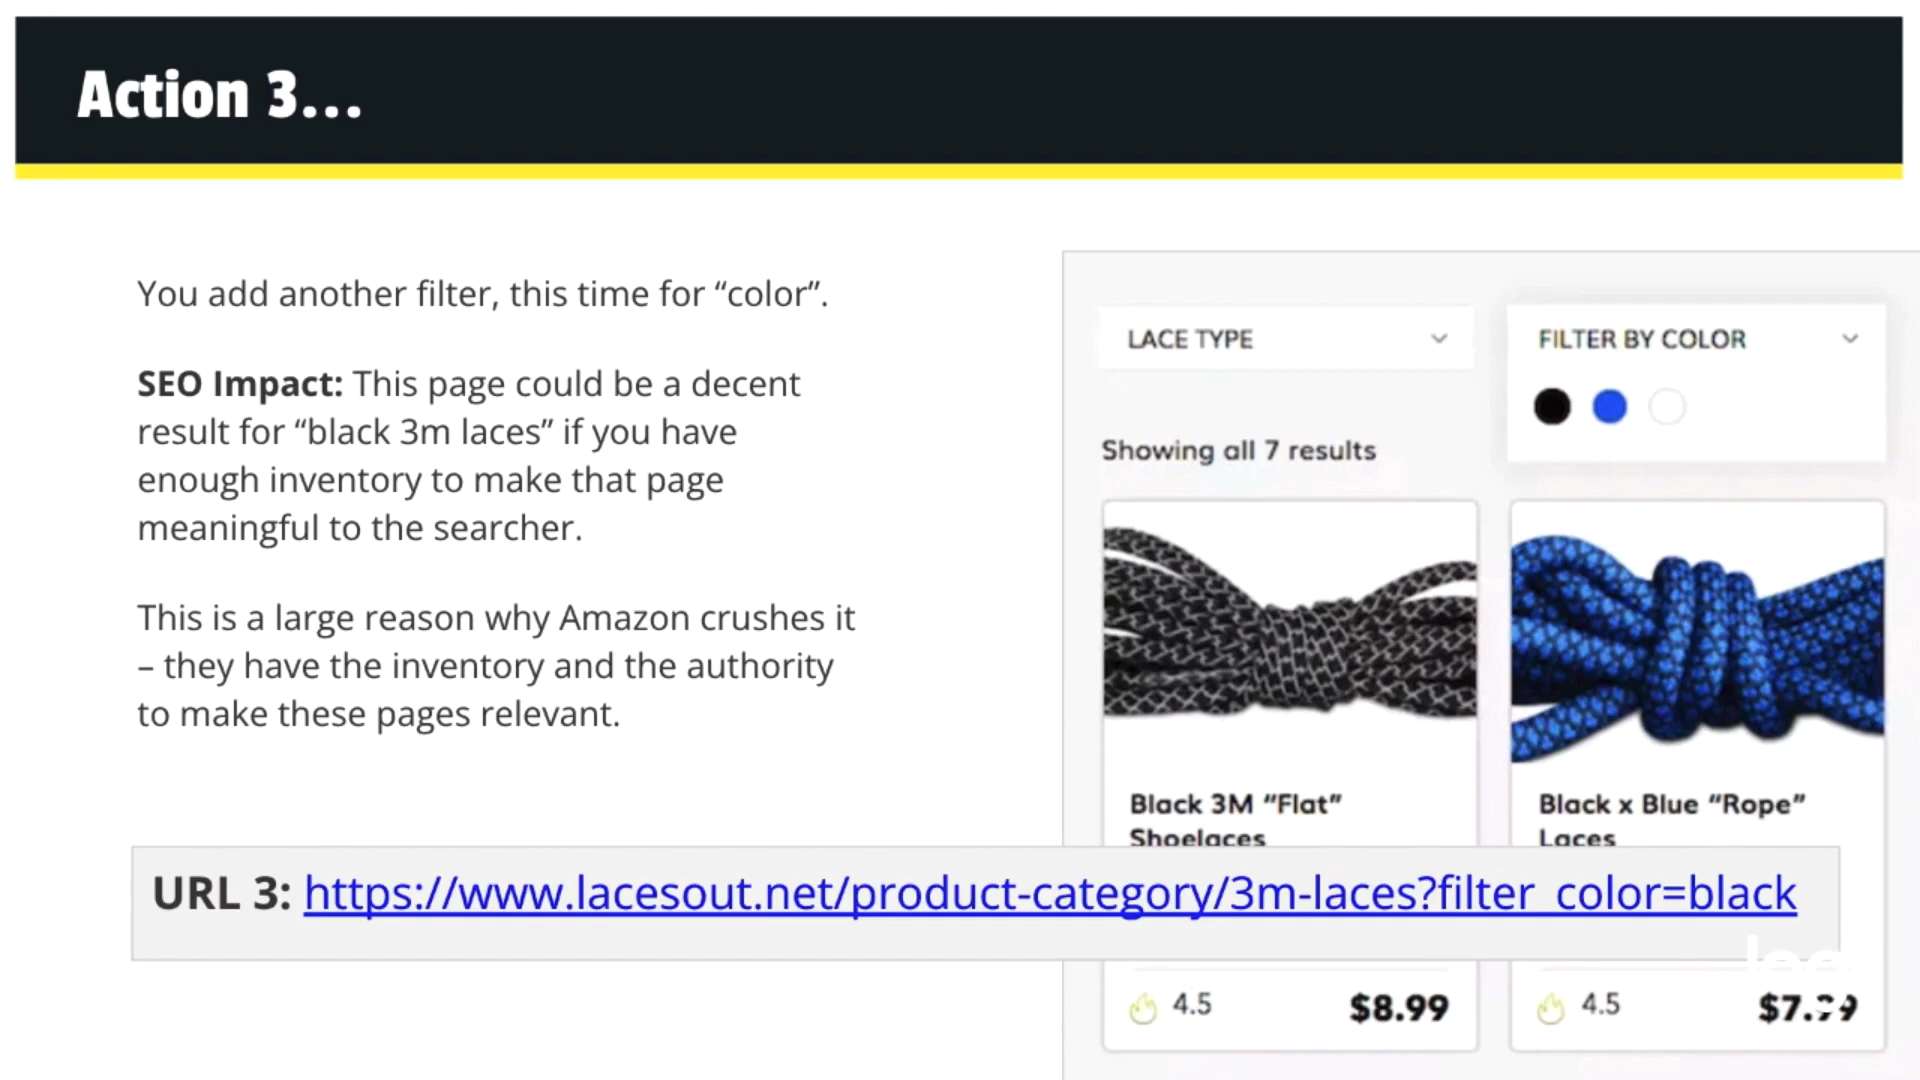 Action 3...
You add another filter, this time for “color”.
SEO Impact: This page could be a decent
result for “black 3m laces” if you have
enough inventory to make that page
meaningful to the searcher.
This is a large reason why Amazon crushes it
– they have the inventory and the authority
to make these pages relevant.
LACE TYPE
FILTER BY COLOR
Showing all 7 results
Black 3M “Flat”
Shoelaces
Black x Blue “Rope”
Laces
URL 3: https://www.lacesout.net/product-category/3m-laces?filter_color=black
4.5
$8.99
4.5